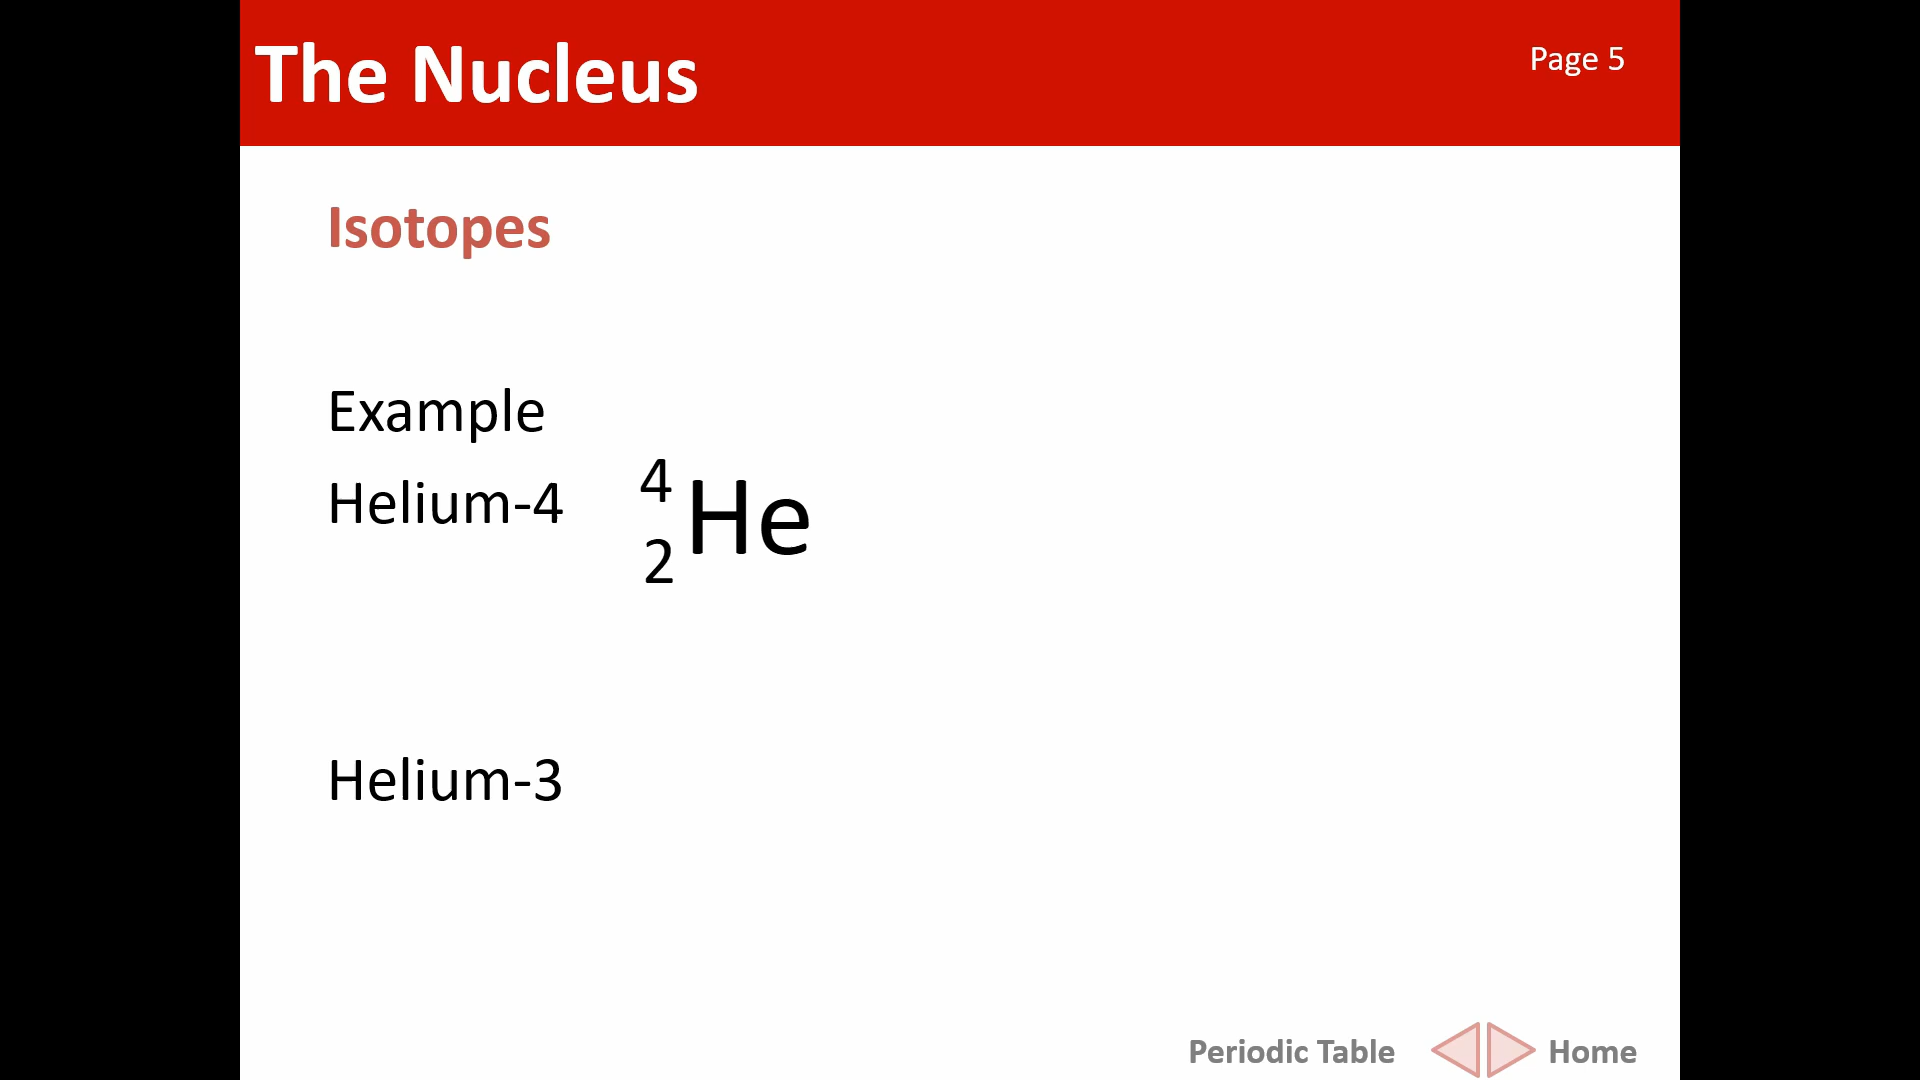 The Nucleus
Page 5
Isotopes
Example
Helium-4
4
2 He
Helium-3
Periodic Table
Home